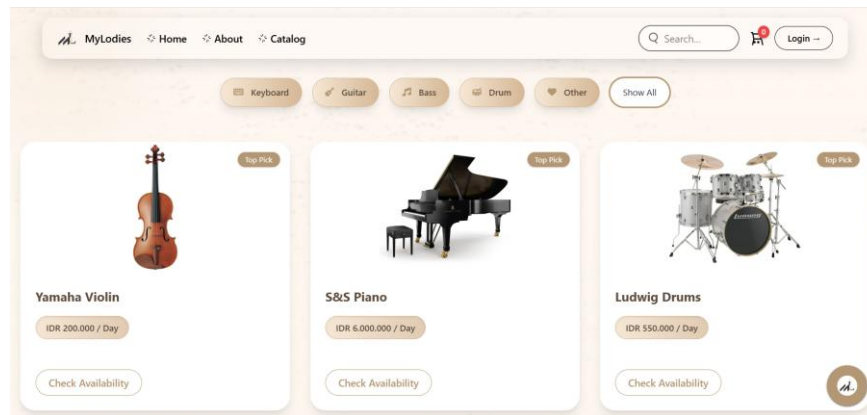 MyLodies Home About Catalog Search... 0 Login →
Keyboard Guitar Bass Drum Other Show All
Top Pick Top Pick Top Pick
Ludwig
Yamaha Violin S&S Piano Ludwig Drums
IDR 200.000 / Day IDR 6.000.000 / Day IDR 550.000 / Day
Check Availability Check Availability Check Availability